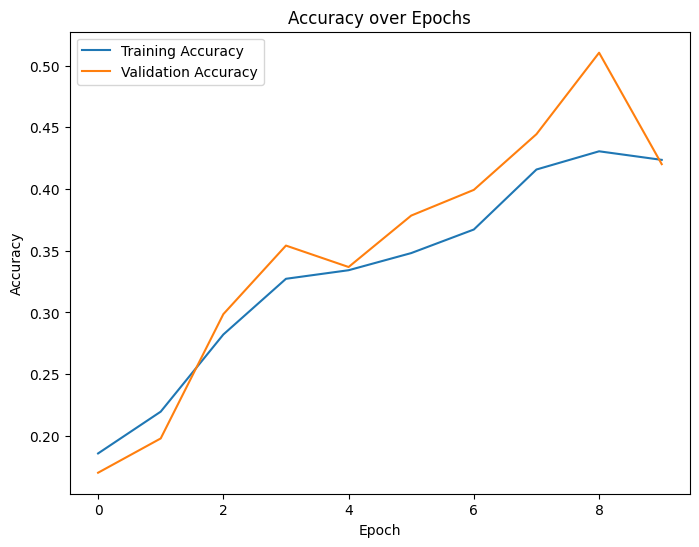 Accuracy over Epochs
Training Accuracy
Validation Accuracy
0.50
0.45
0.40
0.35
0.30
0.25
0.20
Accuracy
0 2 4 6 8
Epoch